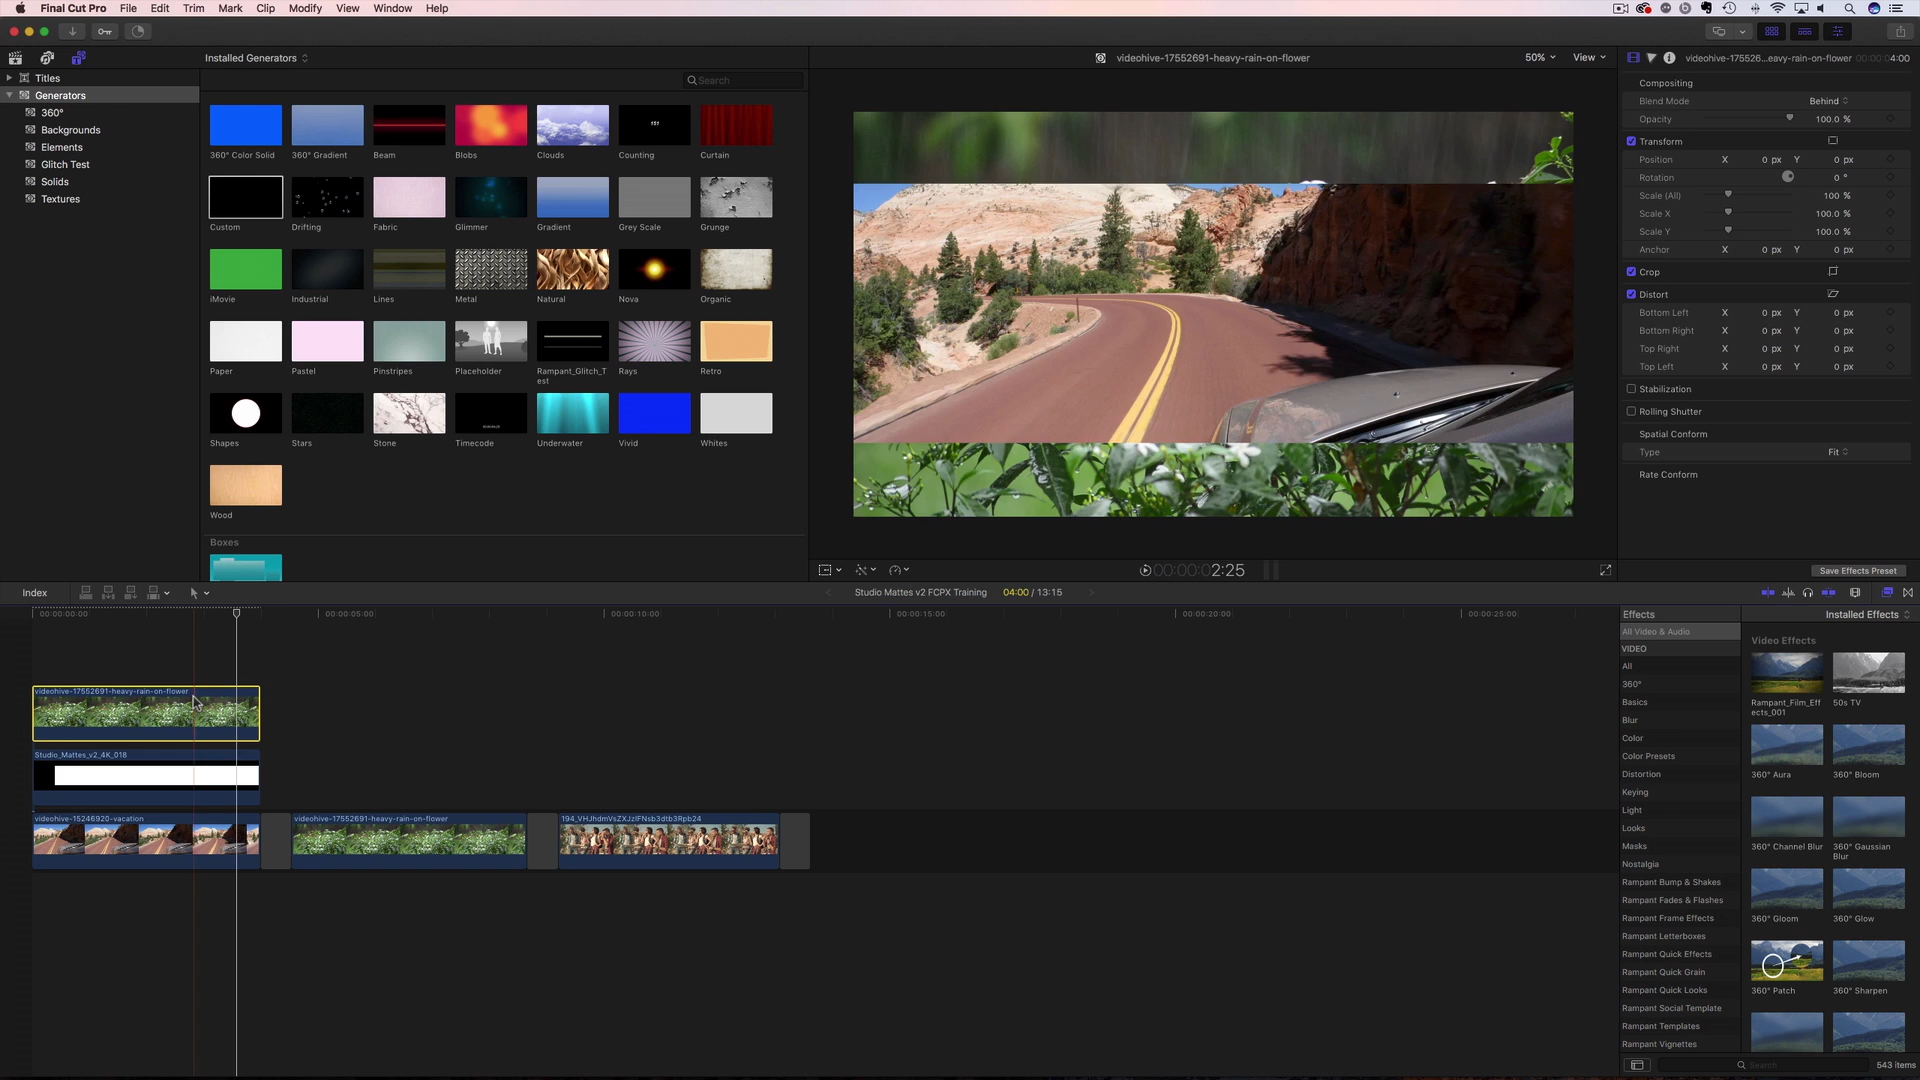 Final Cut Pro File Edit Trim Mark Clip Modify View Window Help
Installed Generators
videohive-17552691-heavy-rain-on-flower
50%
View
videohive-175526...eavy-rain-on-flower 00:00:04:00
Titles
Generators
360°
Backgrounds
Elements
Glitch Test
Solids
Textures
Search
360° Color Solid 360° Gradient Beam Blobs Clouds Counting Curtain
Custom Drifting Fabric Glimmer Gradient Grey Scale Grunge
iMovie Industrial Lines Metal Natural Nova Organic
Paper Pastel Pinstripes Placeholder Rampant_Glitch_T
est Rays Retro
Shapes Stars Stone Timecode Underwater Vivid Whites
Wood
Boxes
Compositing
Blend Mode Behind
Opacity 100.0 %
Transform
Position X 0 px Y 0 px
Rotation 0 °
Scale (All) 100 %
Scale X 100.0 %
Scale Y 100.0 %
Anchor X 0 px Y 0 px
Crop
Distort
Bottom Left X 0 px Y 0 px
Bottom Right X 0 px Y 0 px
Top Right X 0 px Y 0 px
Top Left X 0 px Y 0 px
Stabilization
Rolling Shutter
Spatial Conform
Type Fit
Rate Conform
00:00:00:02:25
Save Effects Preset
Index
Studio Mattes v2 FCPX Training 04:00 / 13:15
00:00:00:00 00:00:05:00 00:00:10:00 00:00:15:00 00:00:20:00 00:00:25:00
videohive-17552691-heavy-rain-on-flower
Studio_Mattes_v2_4K_018
videohive-15246920-vacation
videohive-17552691-heavy-rain-on-flower
194_VHJhdmVsZXJzIFNsb3dtb3Rpb24
Effects
Installed Effects
All Video & Audio
VIDEO
All
360°
Basics
Blur
Color
Color Presets
Distortion
Keying
Light
Looks
Masks
Nostalgia
Rampant Bump & Shakes
Rampant Fades & Flashes
Rampant Frame Effects
Rampant Letterboxes
Rampant Quick Effects
Rampant Quick Grain
Rampant Quick Looks
Rampant Social Template
Rampant Templates
Rampant Vignettes
Video Effects
Rampant_Film_Eff
ects_001 50s TV
360° Aura 360° Bloom
360° Channel Blur 360° Gaussian
Blur
360° Gloom 360° Glow
360° Patch 360° Sharpen
Search
543 items